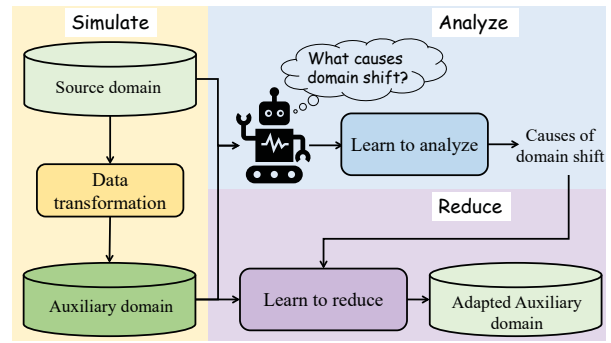 Simulate
Analyze
Source domain
What causes
domain shift?
Learn to analyze
Causes of
domain shift
Data
transformation
Reduce
Auxiliary domain
Learn to reduce
Adapted Auxiliary
domain